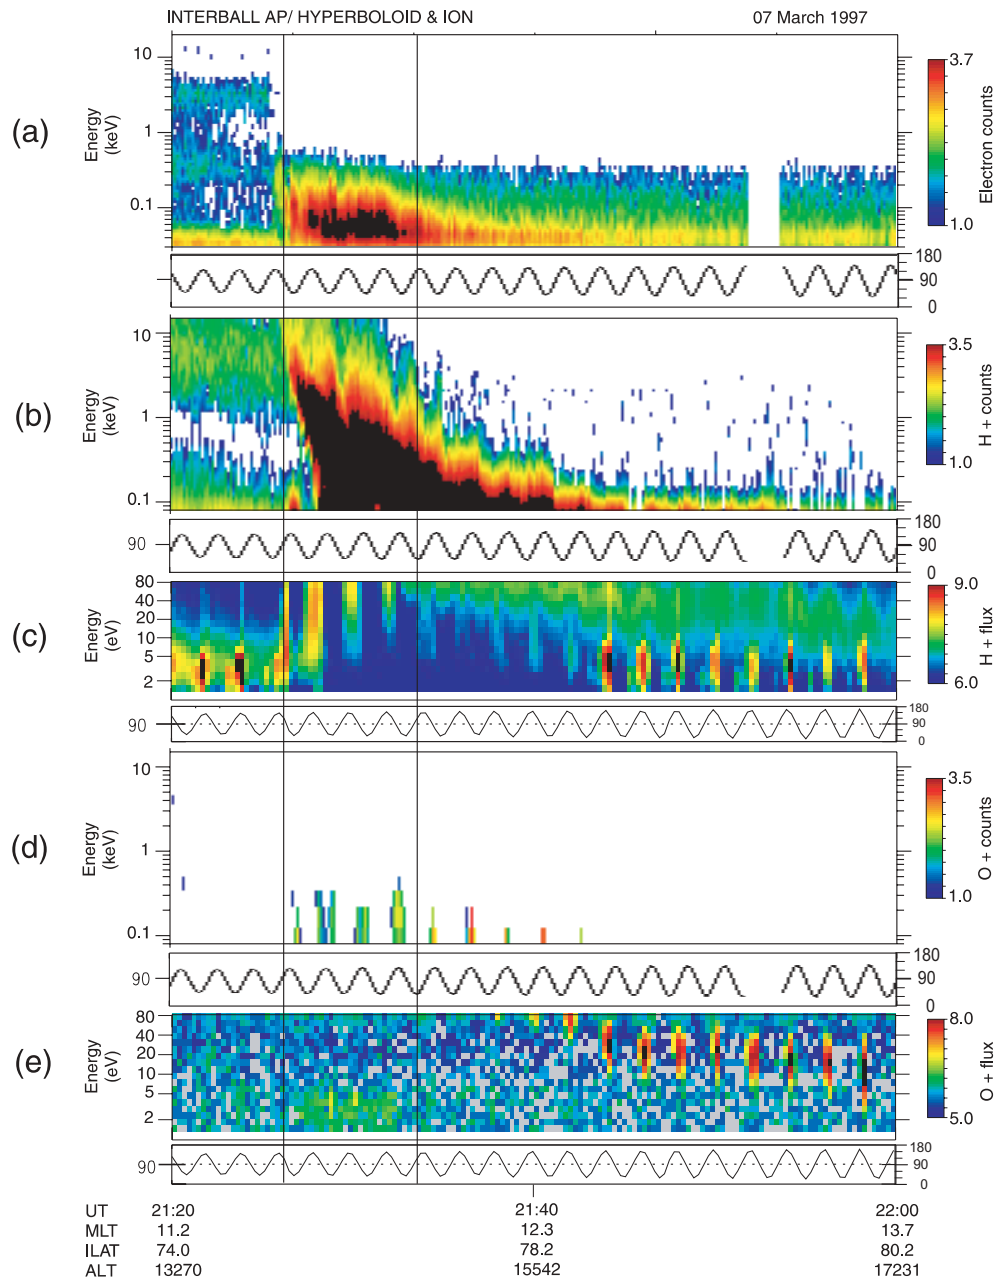 INTERBALL AP/ HYPERBOLOID & ION 07 March 1997
(a)
Energy
(keV)
10
1
0.1
3.7
1.0
Electron counts
180
90
0
(b)
Energy
(keV)
10
1
0.1
3.5
1.0
H + counts
90
180
90
0
(c)
Energy
(eV)
80
40
20
10
5
2
9.0
6.0
H + flux
90
180
90
0
(d)
Energy
(keV)
10
1
0.1
3.5
1.0
O + counts
90
180
90
0
(e)
Energy
(eV)
80
40
20
10
5
2
8.0
5.0
O + flux
90
180
90
0
UT 21:20 21:40 22:00
MLT 11.2 12.3 13.7
ILAT 74.0 78.2 80.2
ALT 13270 15542 17231